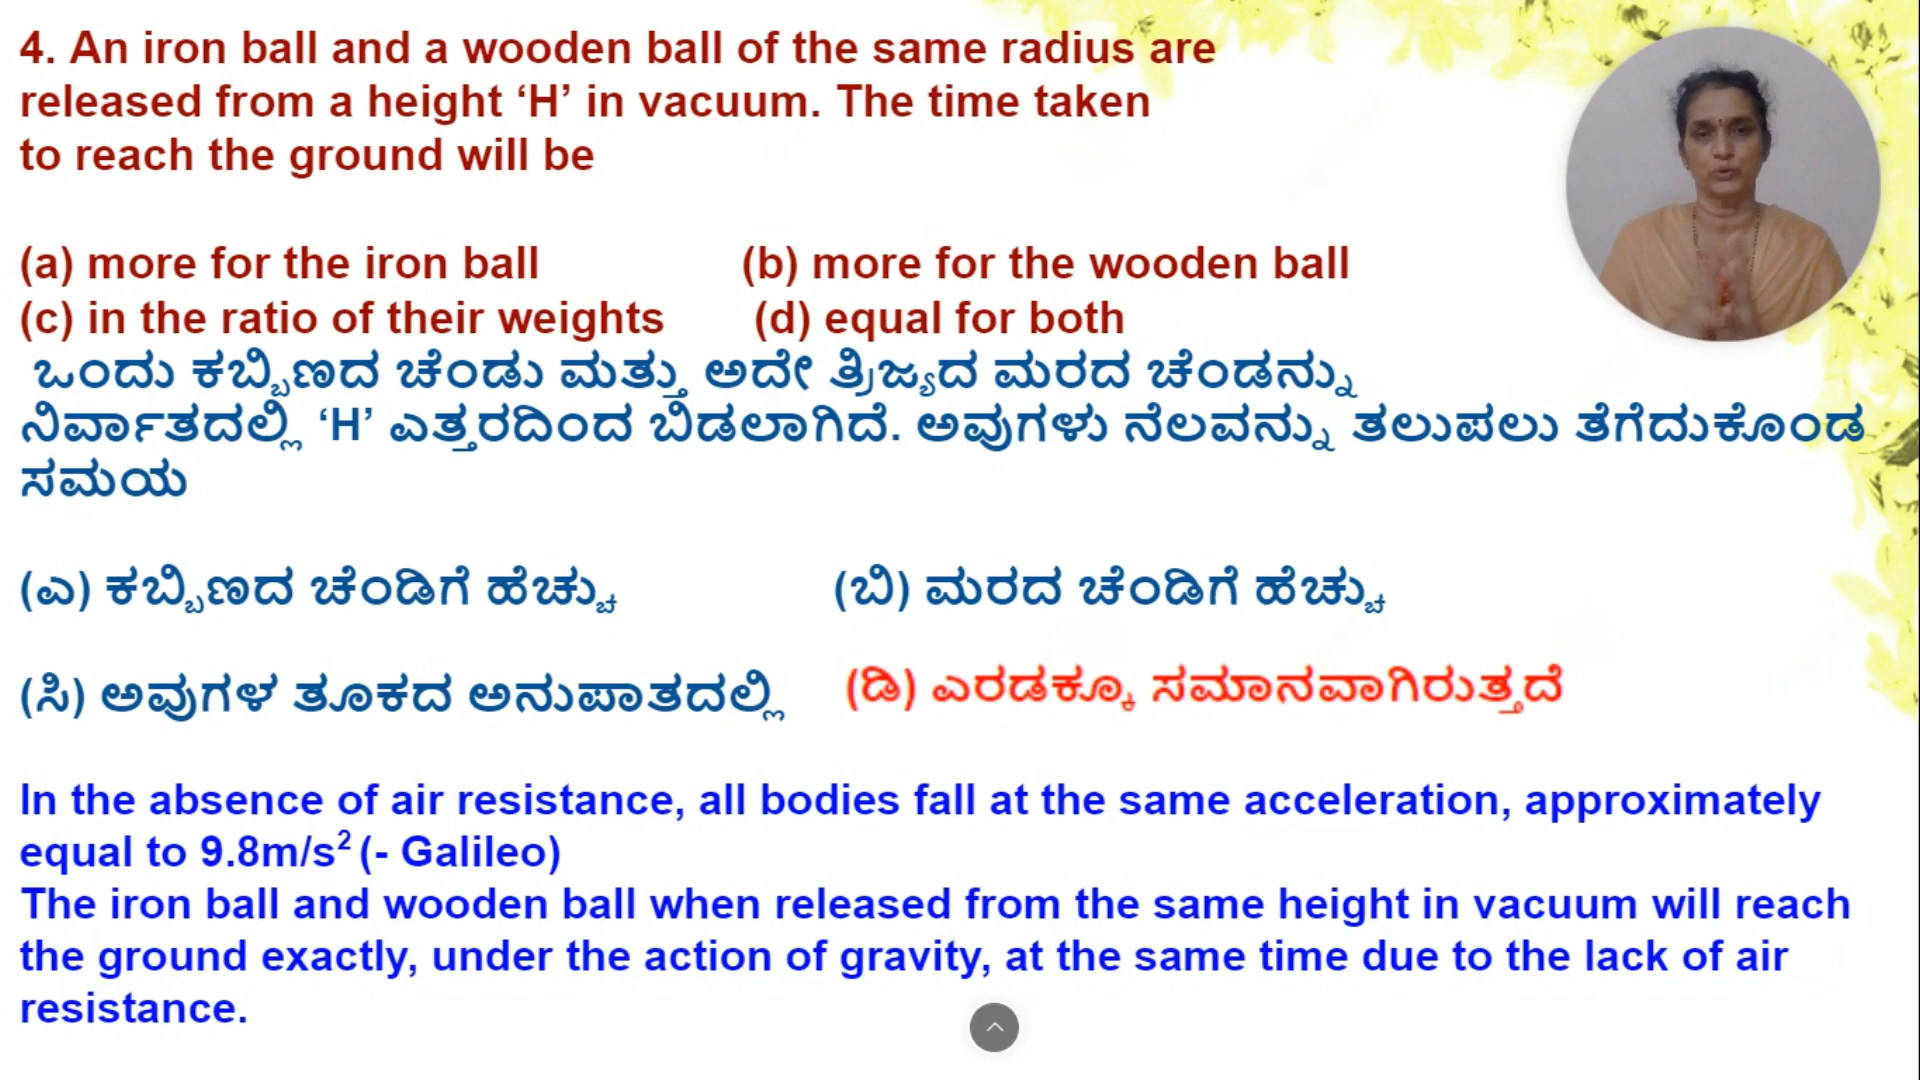 4. An iron ball and a wooden ball of the same radius are
released from a height ‘H’ in vacuum. The time taken
to reach the ground will be
(a) more for the iron ball (b) more for the wooden ball
(c) in the ratio of their weights (d) equal for both
ಒಂದು ಕಬ್ಬಿಣದ ಚೆಂಡು ಮತ್ತು ಅದೇ ತ್ರಿಜ್ಯದ ಮರದ ಚೆಂಡನ್ನು
ನಿರ್ವಾತದಲ್ಲಿ ‘H’ ಎತ್ತರದಿಂದ ಬಿಡಲಾಗಿದೆ. ಅವುಗಳು ನೆಲವನ್ನು ತಲುಪಲು ತೆಗೆದುಕೊಂಡ
ಸಮಯ
(ಎ) ಕಬ್ಬಿಣದ ಚೆಂಡಿಗೆ ಹೆಚ್ಚು (ಬಿ) ಮರದ ಚೆಂಡಿಗೆ ಹೆಚ್ಚು
(ಸಿ) ಅವುಗಳ ತೂಕದ ಅನುಪಾತದಲ್ಲಿ (ಡಿ) ಎರಡಕ್ಕೂ ಸಮಾನವಾಗಿರುತ್ತದೆ
In the absence of air resistance, all bodies fall at the same acceleration, approximately
equal to 9.8m/s² (- Galileo)
The iron ball and wooden ball when released from the same height in vacuum will reach
the ground exactly, under the action of gravity, at the same time due to the lack of air
resistance.